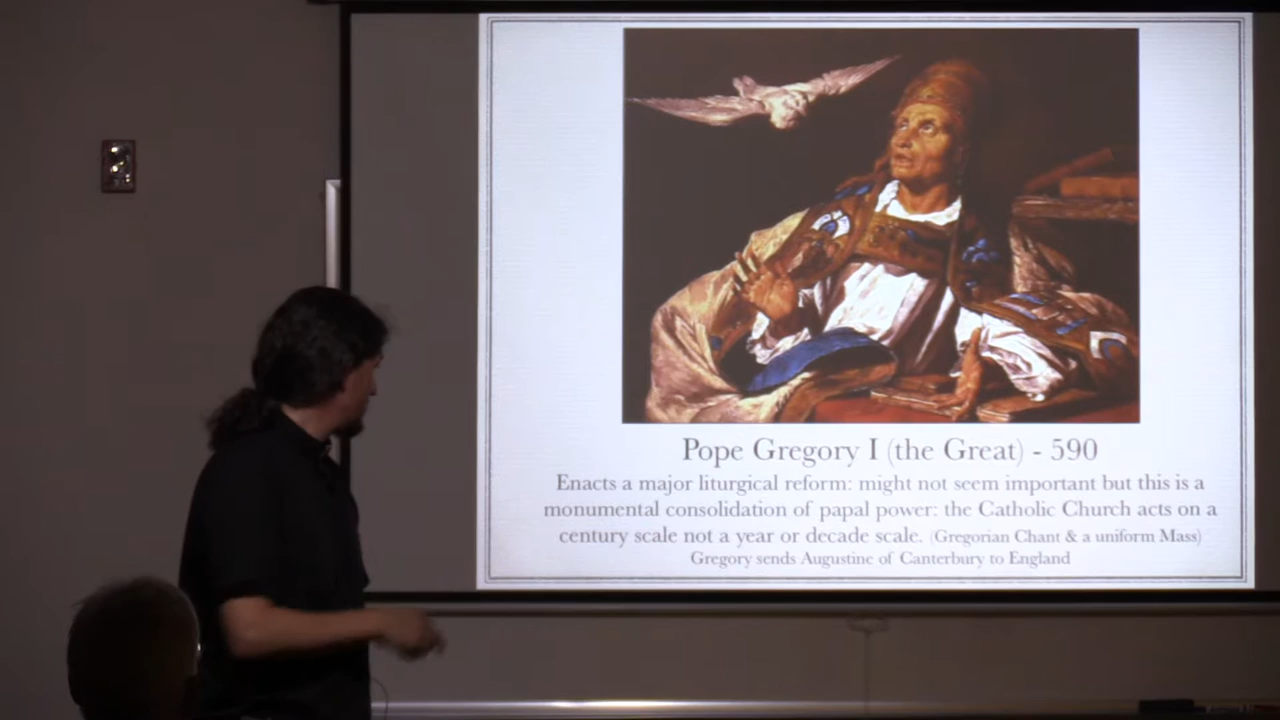 Pope Gregory I (the Great) - 590
Enacts a major liturgical reform: might not seem important but this is a
monumental consolidation of papal power: the Catholic Church acts on a
century scale not a year or decade scale. (Gregorian Chant & a uniform Mass)
Gregory sends Augustine of Canterbury to England